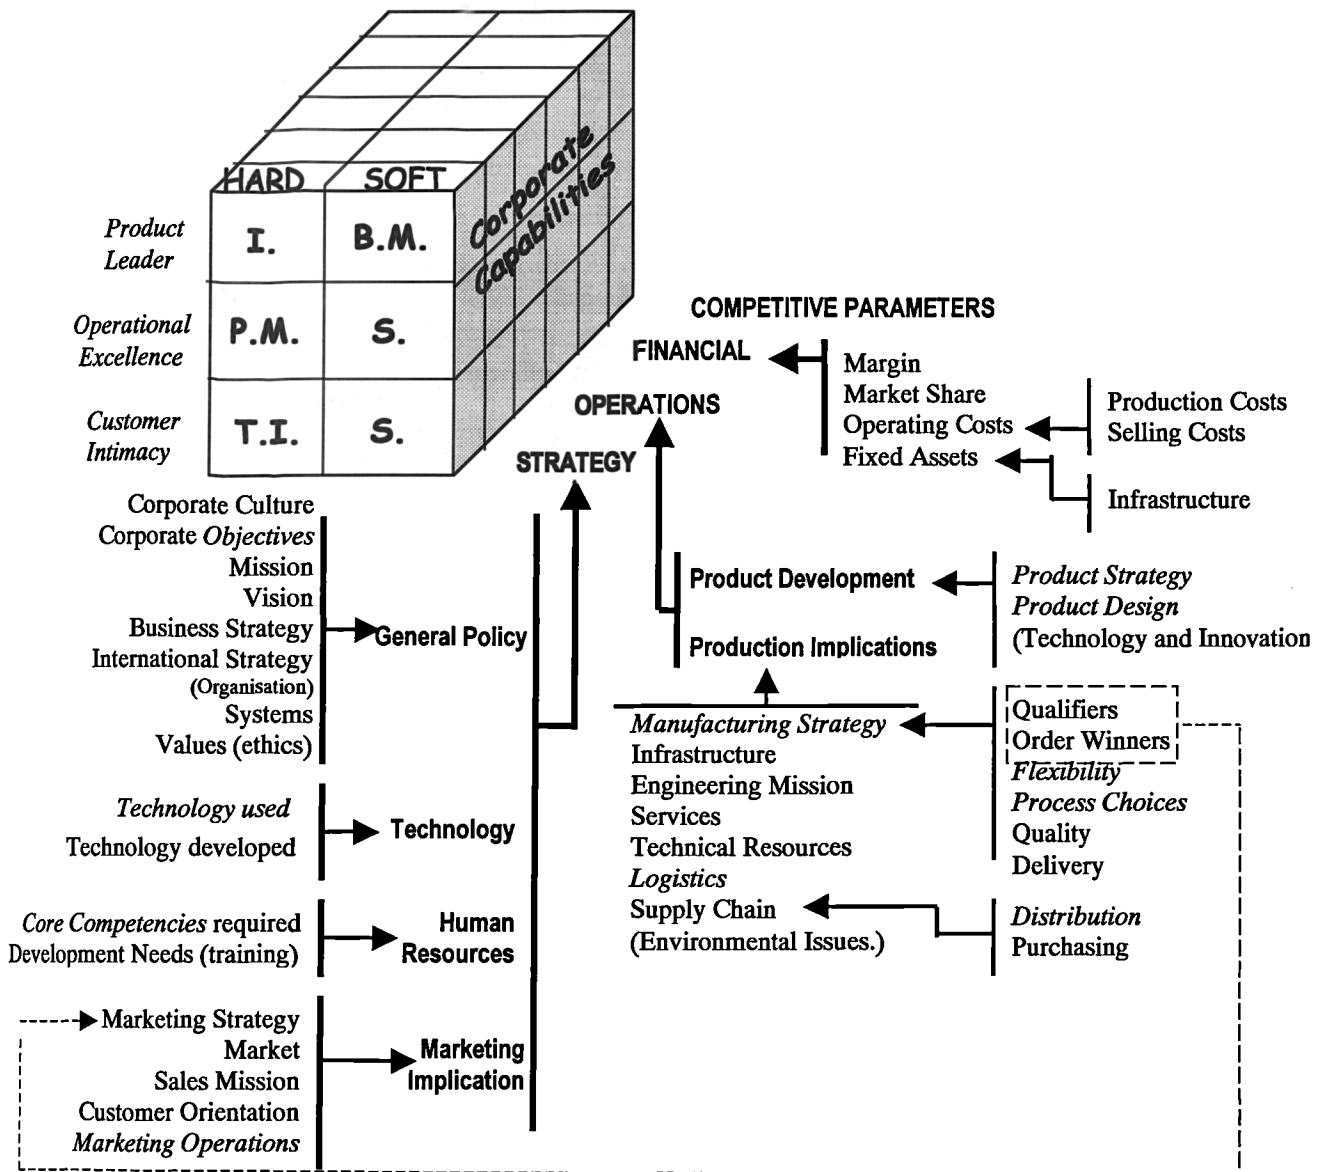 HARD SOFT
Product
Leader
I. B.M.
Operational
Excellence
P.M. S.
Customer
Intimacy
T.I. S.
Corporate
Capabilities
COMPETITIVE PARAMETERS
FINANCIAL
OPERATIONS
STRATEGY
Margin
Market Share
Operating Costs
Fixed Assets
Production Costs
Selling Costs
Infrastructure
Corporate Culture
Corporate Objectives
Mission
Vision
Business Strategy
International Strategy
(Organisation)
Systems
Values (ethics)
General Policy
Technology used
Technology developed
Technology
Core Competencies required
Development Needs (training)
Human
Resources
Marketing Strategy
Market
Sales Mission
Customer Orientation
Marketing Operations
Marketing
Implication
Product Development
Production Implications
Product Strategy
Product Design
(Technology and Innovation
Manufacturing Strategy
Infrastructure
Engineering Mission
Services
Technical Resources
Logistics
Supply Chain
(Environmental Issues.)
Qualifiers
Order Winners
Flexibility
Process Choices
Quality
Delivery
Distribution
Purchasing